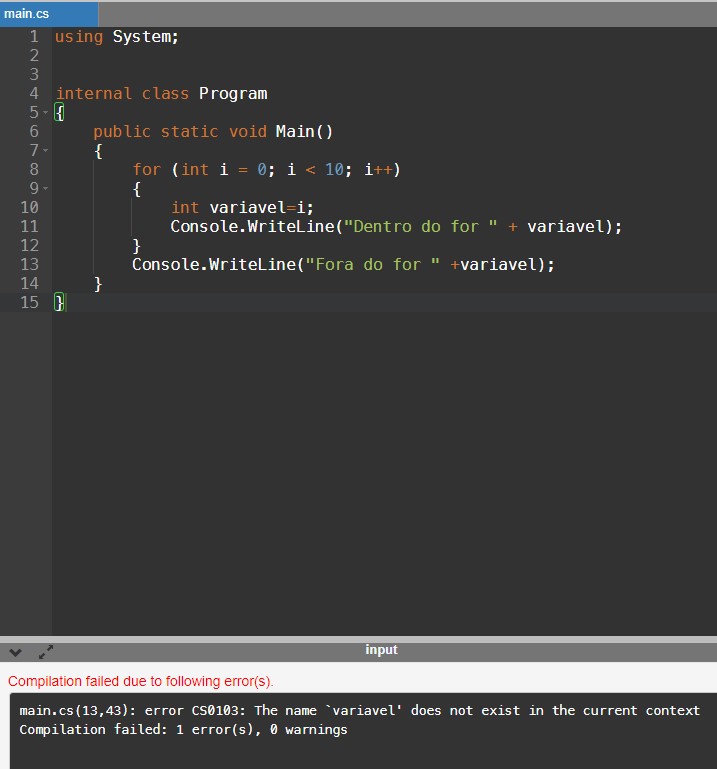 main.cs
1 using System;
2
3
4 internal class Program
5 {
6 public static void Main()
7 {
8 for (int i = 0; i < 10; i++)
9 {
10 int variavel=i;
11 Console.WriteLine("Dentro do for " + variavel);
12 }
13 Console.WriteLine("Fora do for " +variavel);
14 }
15 }
input
Compilation failed due to following error(s).
main.cs(13,43): error CS0103: The name `variavel' does not exist in the current context
Compilation failed: 1 error(s), 0 warnings